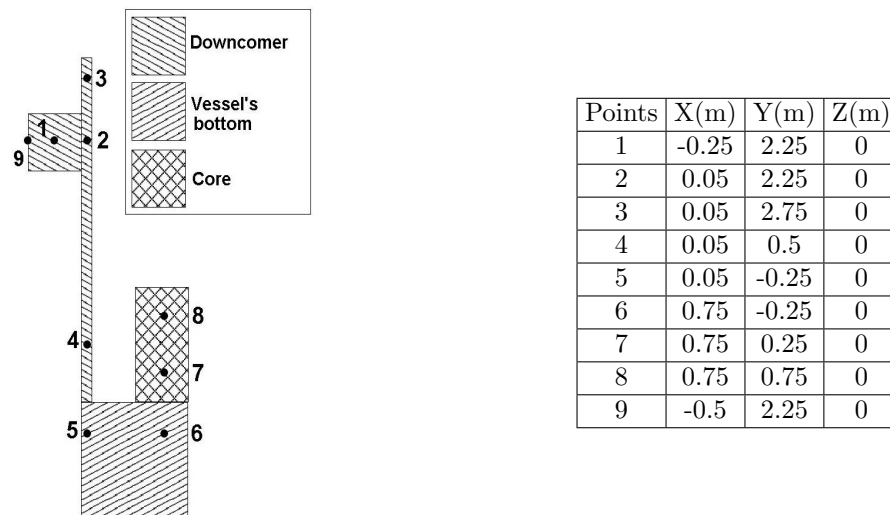 Downcomer
Vessel's
bottom
Core
3
1
2
9
8
4
7
5
6
Points X(m) Y(m) Z(m)
1 -0.25 2.25 0
2 0.05 2.25 0
3 0.05 2.75 0
4 0.05 0.5 0
5 0.05 -0.25 0
6 0.75 -0.25 0
7 0.75 0.25 0
8 0.75 0.75 0
9 -0.5 2.25 0